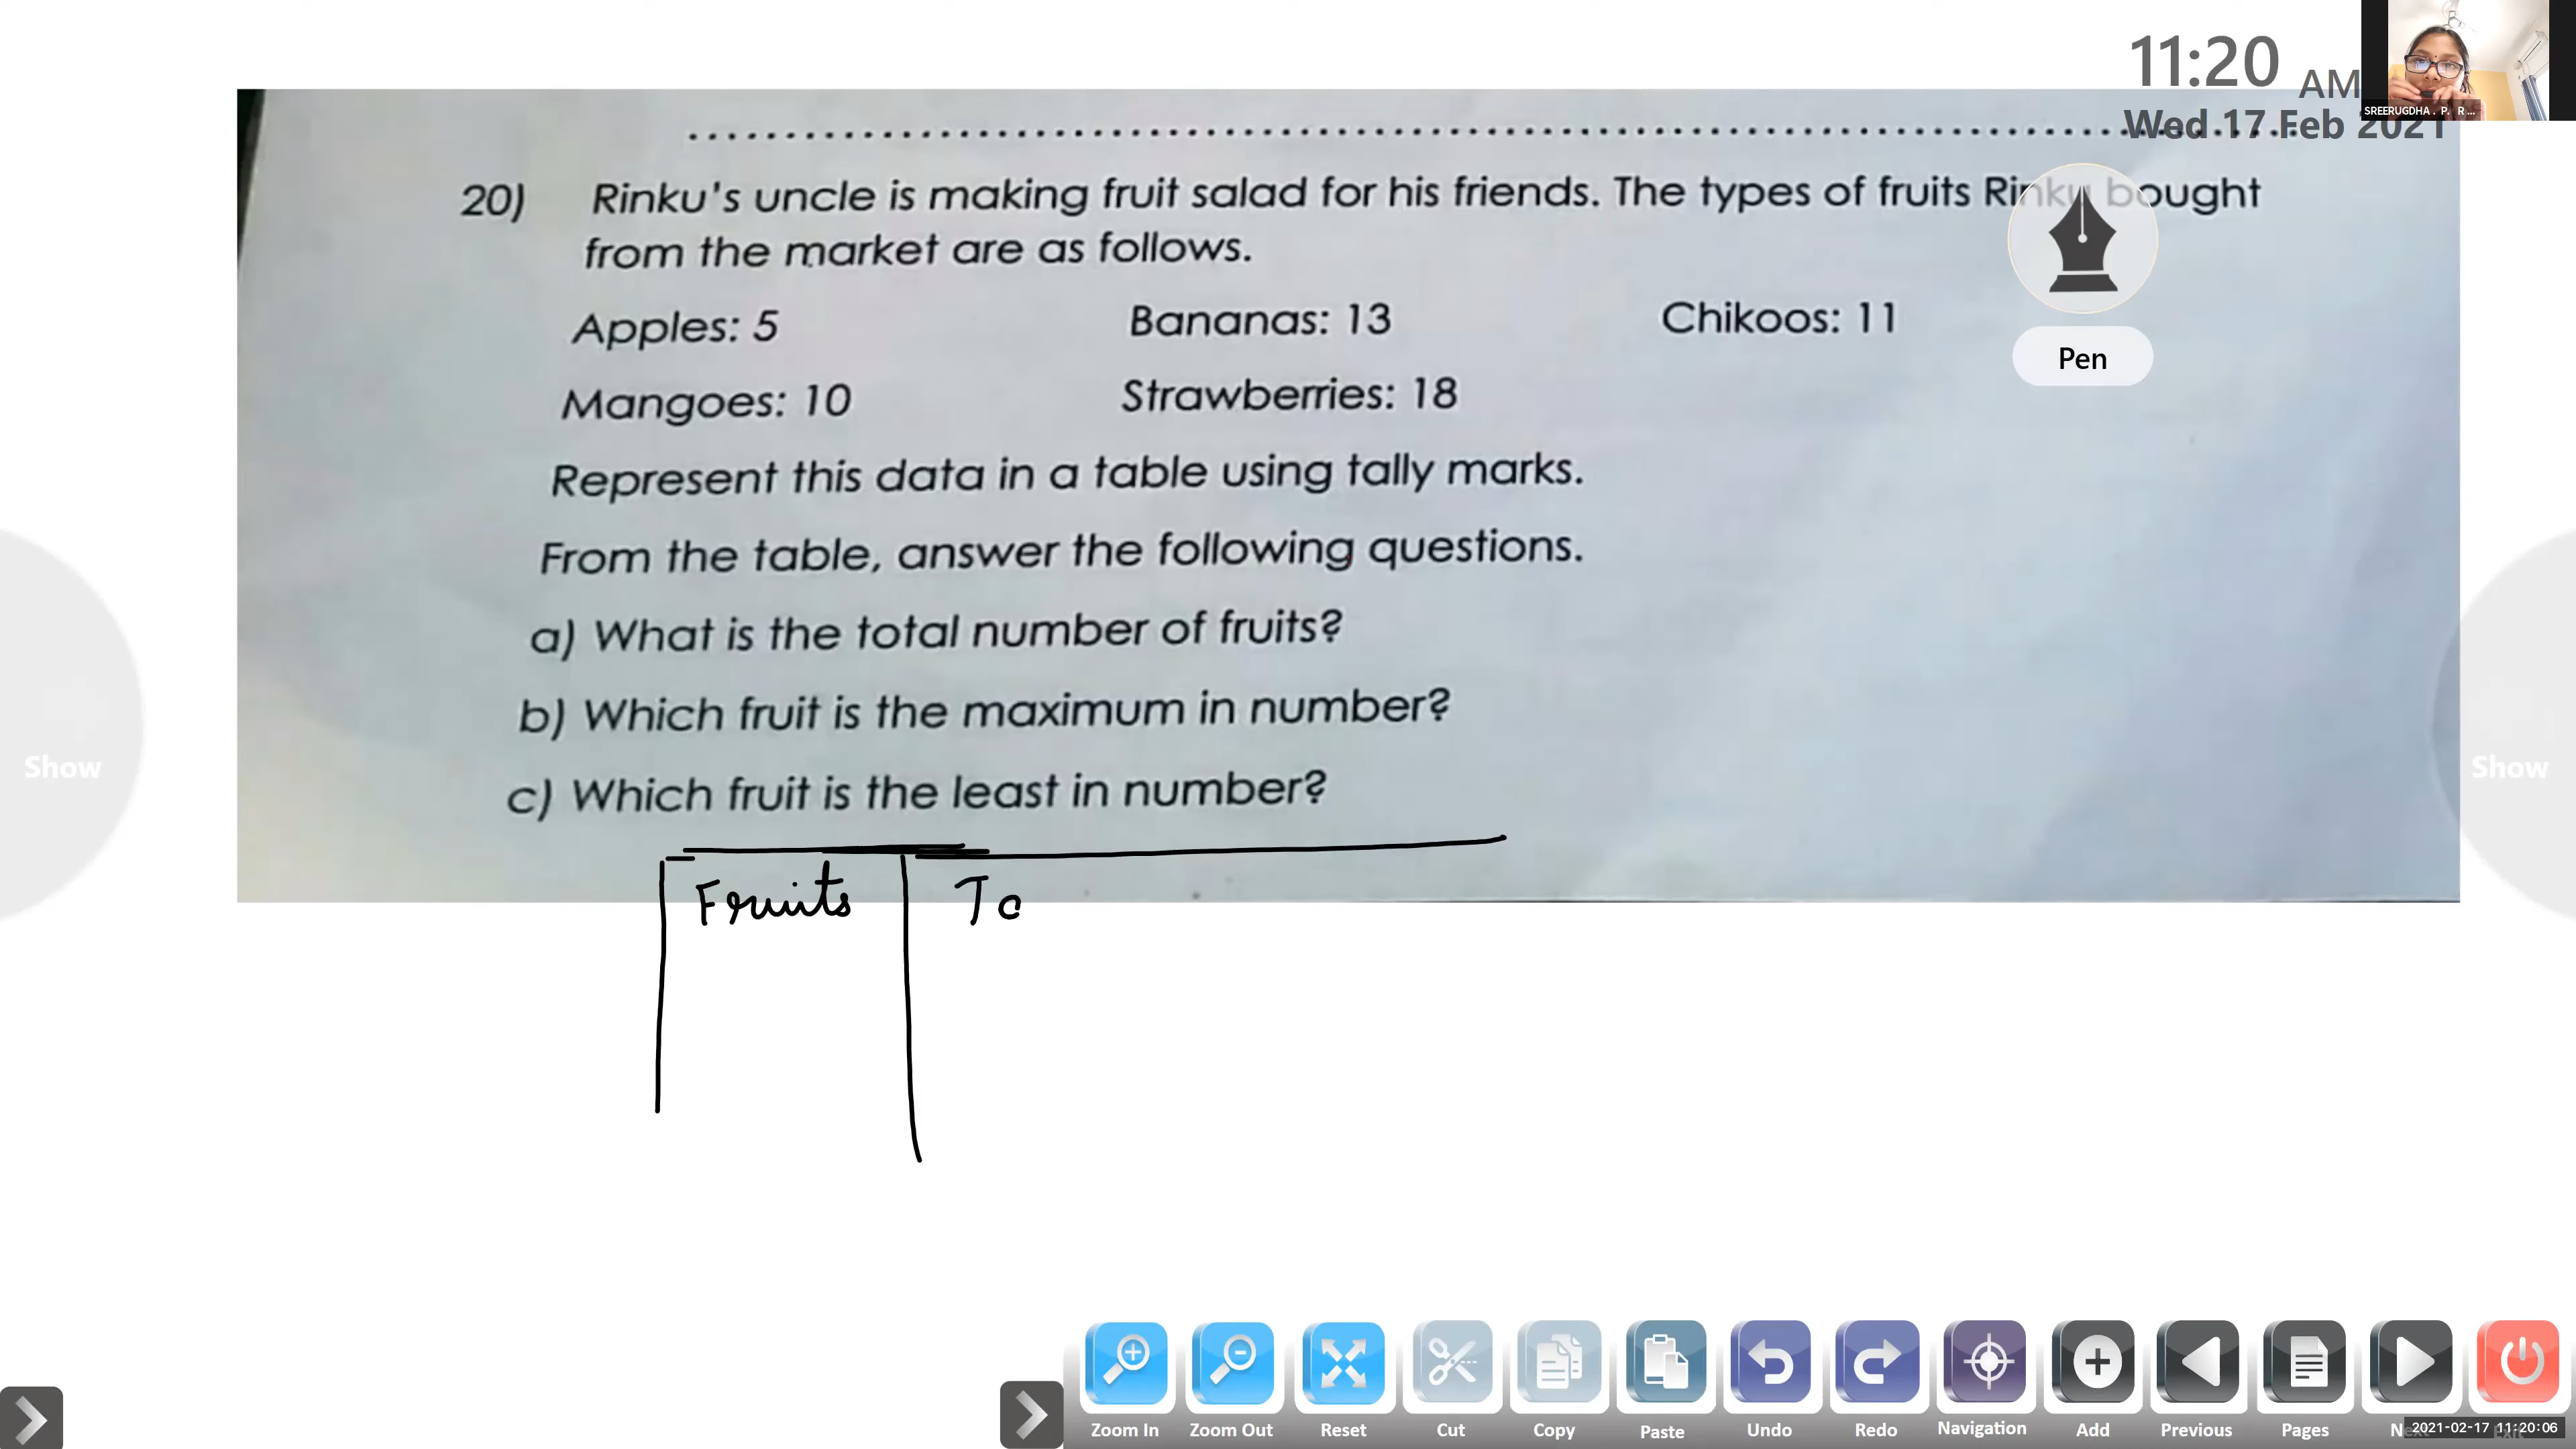 11:20 AM
Wed 17 Feb 2021
SREERUGDHA. P. R...
20) Rinku's uncle is making fruit salad for his friends. The types of fruits Rinku bought
from the market are as follows.
Apples: 5 Bananas: 13 Chikoos: 11
Mangoes: 10 Strawberries: 18
Represent this data in a table using tally marks.
From the table, answer the following questions.
a) What is the total number of fruits?
b) Which fruit is the maximum in number?
c) Which fruit is the least in number?
Pen
Show
Show
Fruits Ta
Zoom In Zoom Out Reset Cut Copy Paste Undo Redo Navigation Add Previous Pages
2021-02-17 11:20:06